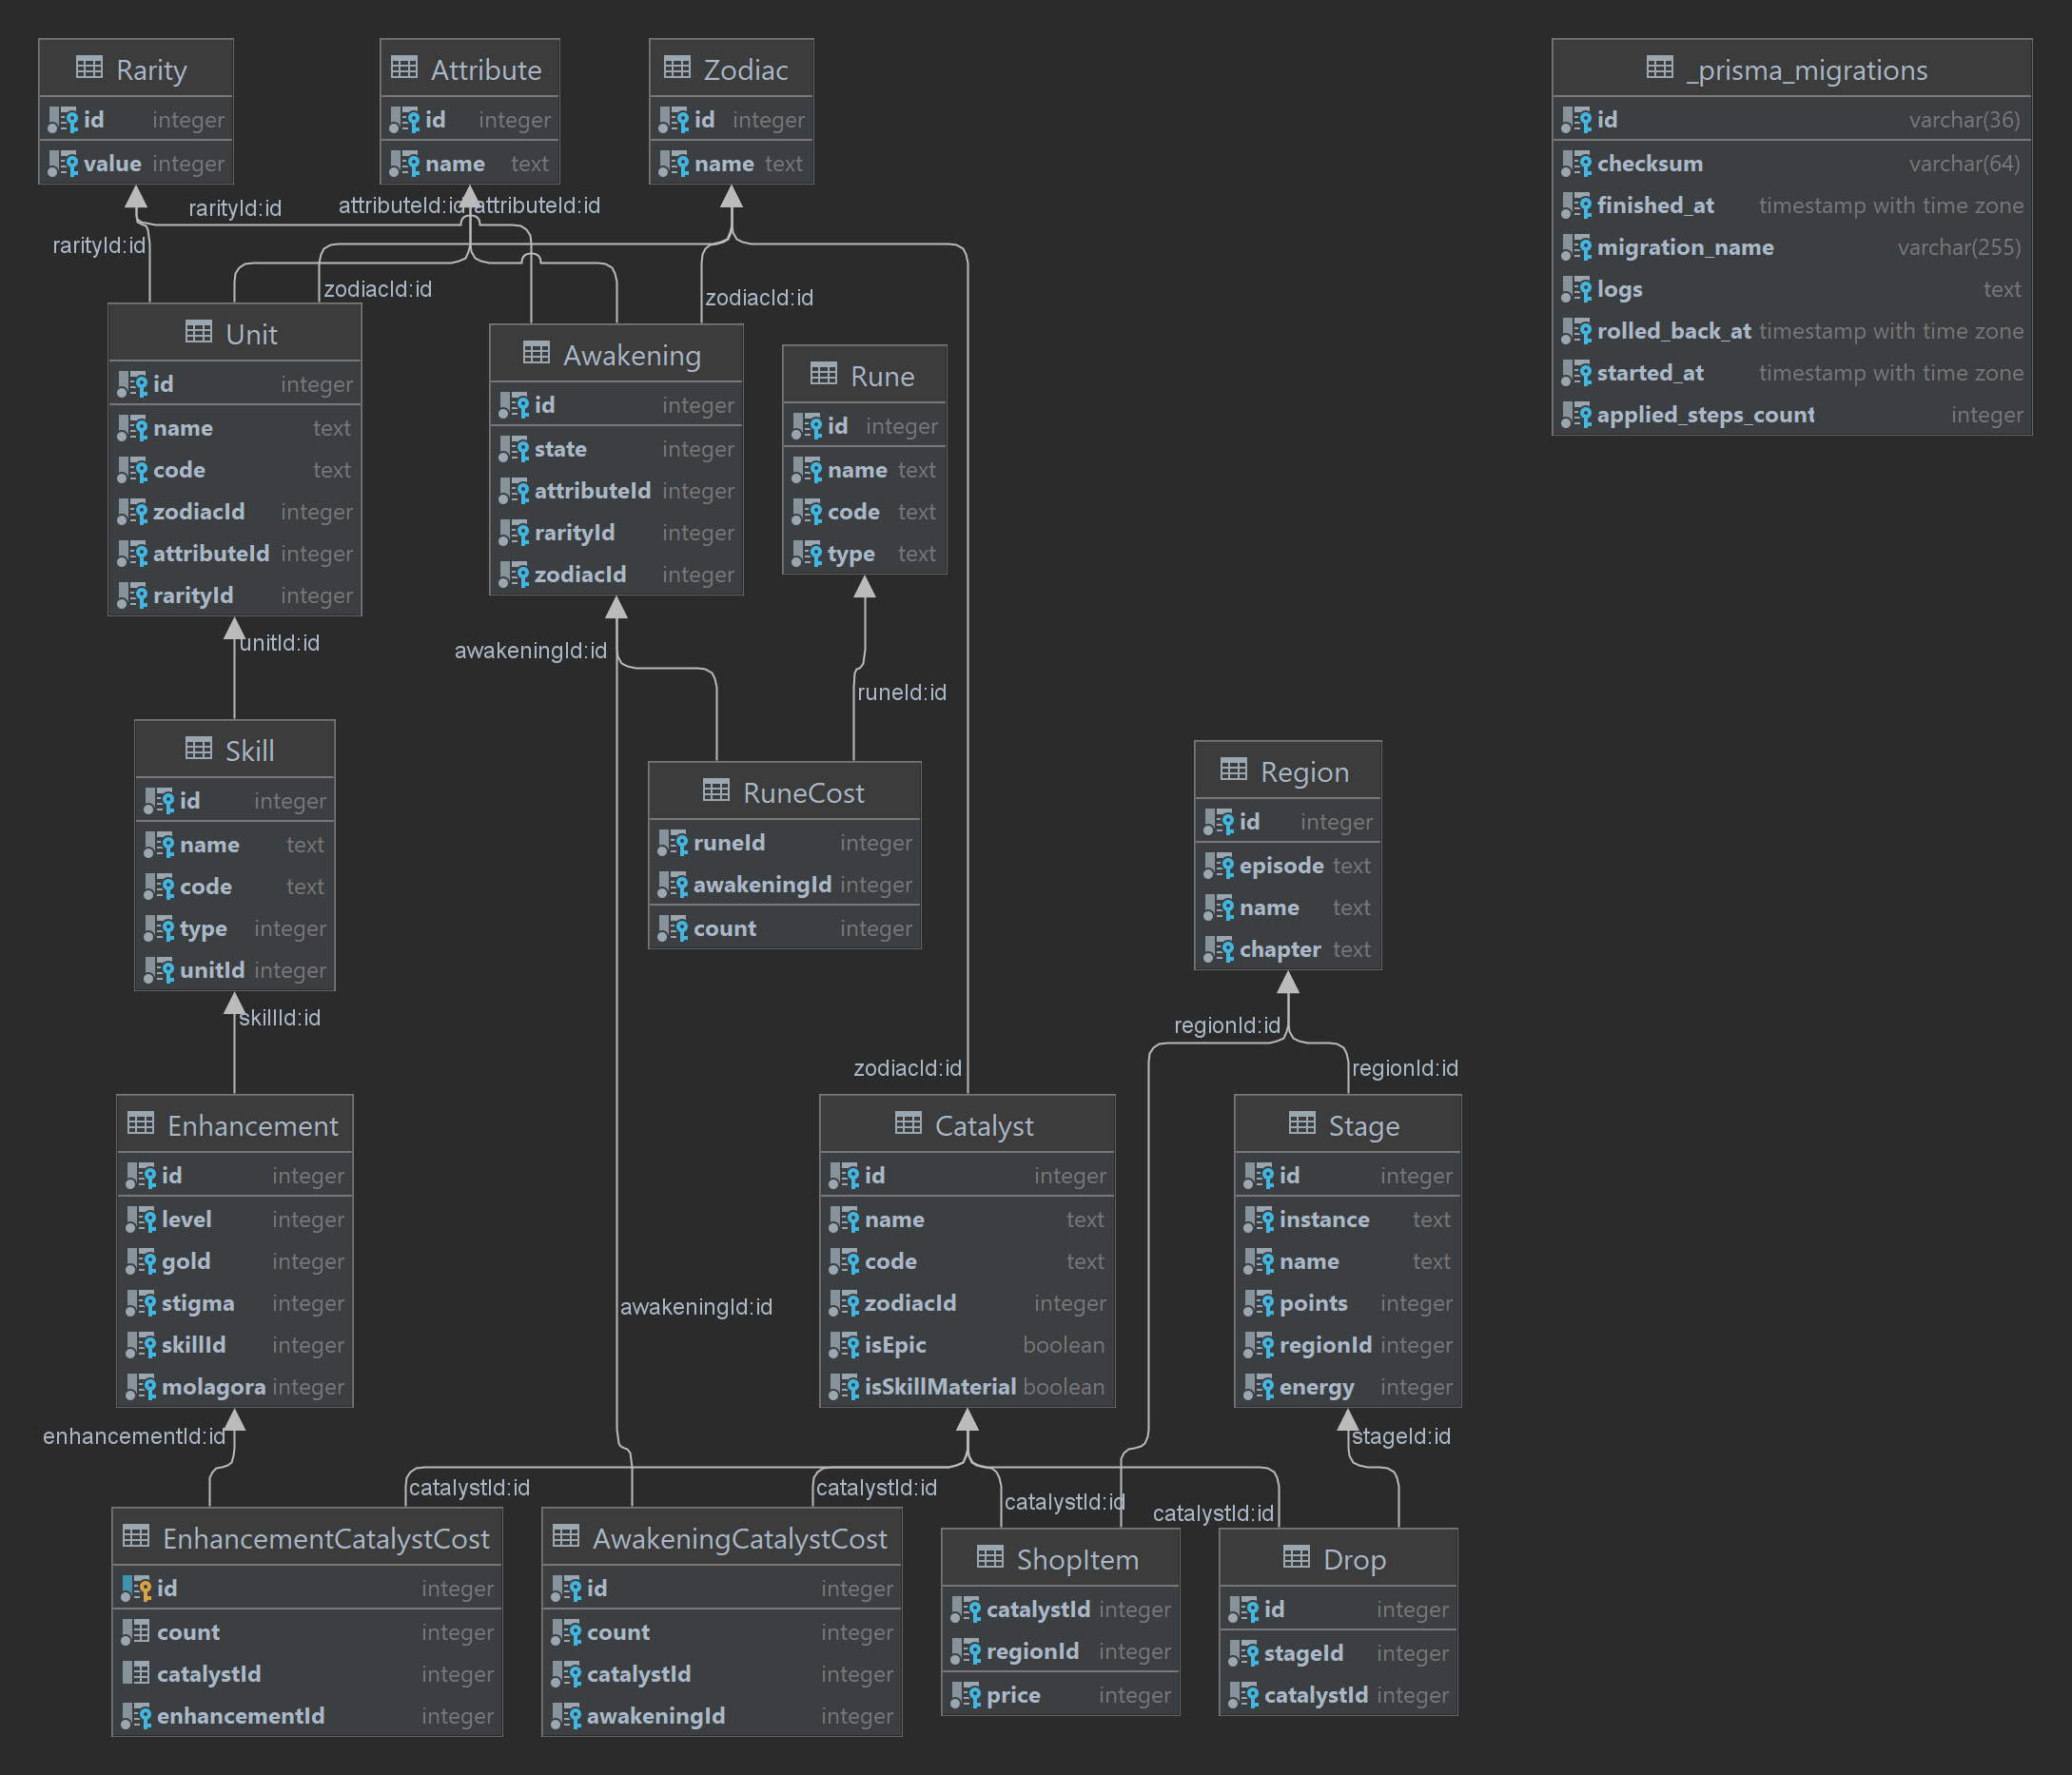 Rarity
id integer
value integer
Attribute
id integer
name text
Zodiac
id integer
name text
_prisma_migrations
id varchar(36)
checksum varchar(64)
finished_at timestamp with time zone
migration_name varchar(255)
logs text
rolled_back_at timestamp with time zone
started_at timestamp with time zone
applied_steps_count integer
rarityId:id
attributeId:id
attributeId:id
rarityId:id
zodiacId:id
zodiacId:id
Unit
id integer
name text
code text
zodiacId integer
attributeId integer
rarityId integer
Awakening
id integer
state integer
attributeId integer
rarityId integer
zodiacId integer
Rune
id integer
name text
code text
type text
unitId:id
awakeningId:id
runeId:id
Skill
id integer
name text
code text
type integer
unitId integer
RuneCost
runeId integer
awakeningId integer
count integer
Region
id integer
episode text
name text
chapter text
skillId:id
regionId:id
zodiacId:id
regionId:id
Enhancement
id integer
level integer
gold integer
stigma integer
skillId integer
molagora integer
awakeningId:id
Catalyst
id integer
name text
code text
zodiacId integer
isEpic boolean
isSkillMaterial boolean
Stage
id integer
instance text
name text
points integer
regionId integer
energy integer
enhancementId:id
stageId:id
catalystId:id
catalystId:id
catalystId:id
catalystId:id
EnhancementCatalystCost
id integer
count integer
catalystId integer
enhancementId integer
AwakeningCatalystCost
id integer
count integer
catalystId integer
awakeningId integer
ShopItem
catalystId integer
regionId integer
price integer
Drop
id integer
stageId integer
catalystId integer